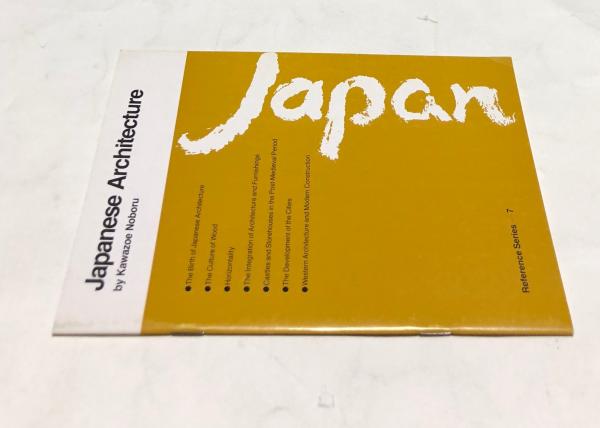 Japanese Architecture
by Kawazoe Noboru
Japan
● The Birth of Japanese Architecture
● The Culture of Wood
● Horizontality
● The Integration of Architecture and Furnishings
● Castles and Storehouses in the Post-Medieval Period
● The Development of the Cities
● Western Architecture and Modern Construction
Reference Series 7